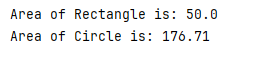 Area of Rectangle is: 50.0
Area of Circle is: 176.71